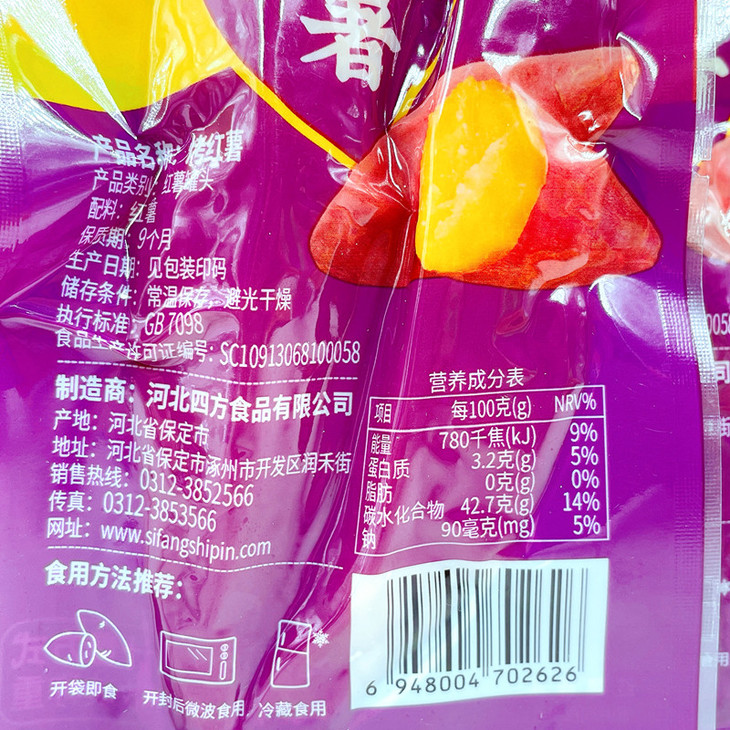 薯
产品名称: 烤红薯
产品类别: 红薯罐头
配料: 红薯
保质期: 9个月
生产日期: 见包装印码
储存条件: 常温保存, 避光干燥
执行标准: GB 7098
食品生产许可证编号: SC10913068100058
制造商: 河北四方食品有限公司
产地: 河北省保定市
地址: 河北省保定市涿州市开发区润禾街
销售热线: 0312-3852566
传真: 0312-3853566
网址: www.sifangshipin.com
食用方法推荐:
开袋即食
开封后微波食用
冷藏食用
营养成分表
项目 每100克(g) NRV%
能量 780千焦(kJ) 9%
蛋白质 3.2克(g) 5%
脂肪 0克(g) 0%
碳水化合物 42.7克(g) 14%
钠 90毫克(mg) 5%
6 948004 702626